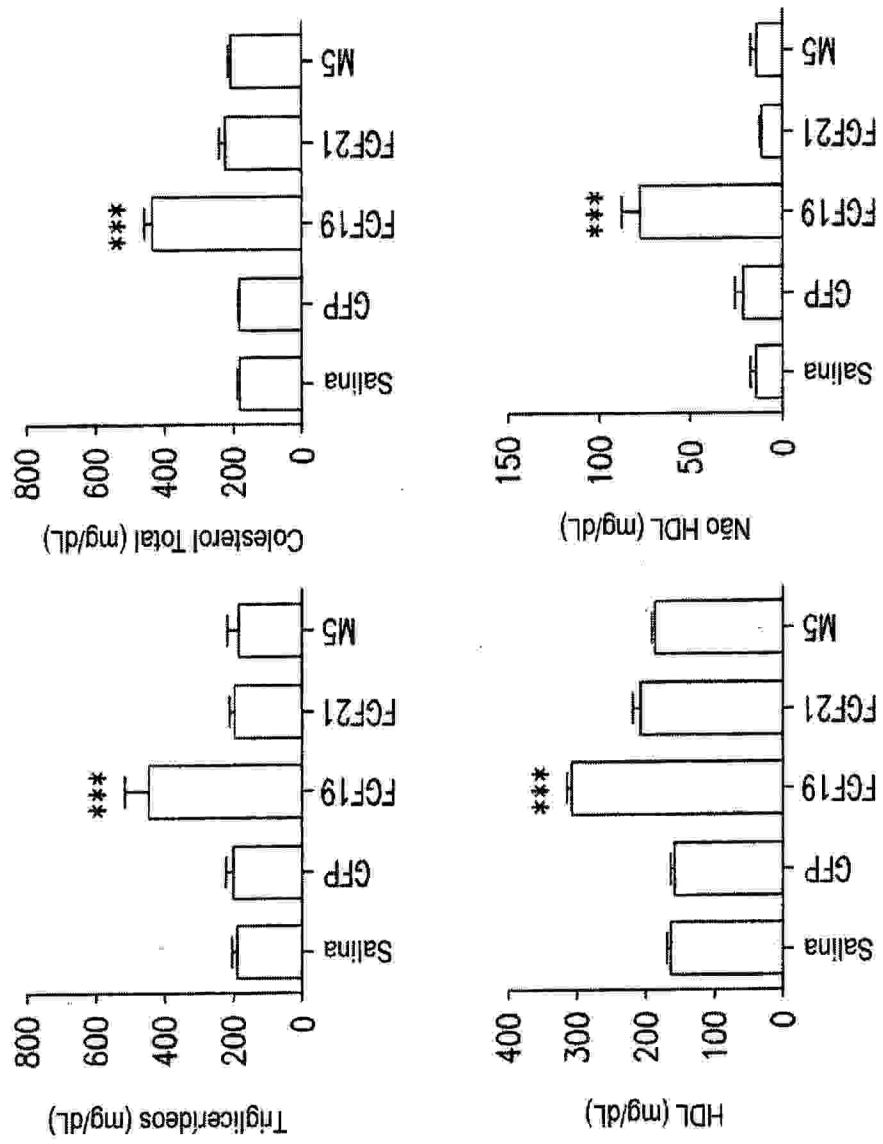 Triglicerídeos (mg/dL)
800
600
400
200
0
***
Salina
GFP
FGF19
FGF21
M5
Colesterol Total (mg/dL)
800
600
400
200
0
***
Salina
GFP
FGF19
FGF21
M5
HDL (mg/dL)
400
300
200
100
0
***
Salina
GFP
FGF19
FGF21
M5
Não HDL (mg/dL)
150
100
50
0
***
Salina
GFP
FGF19
FGF21
M5